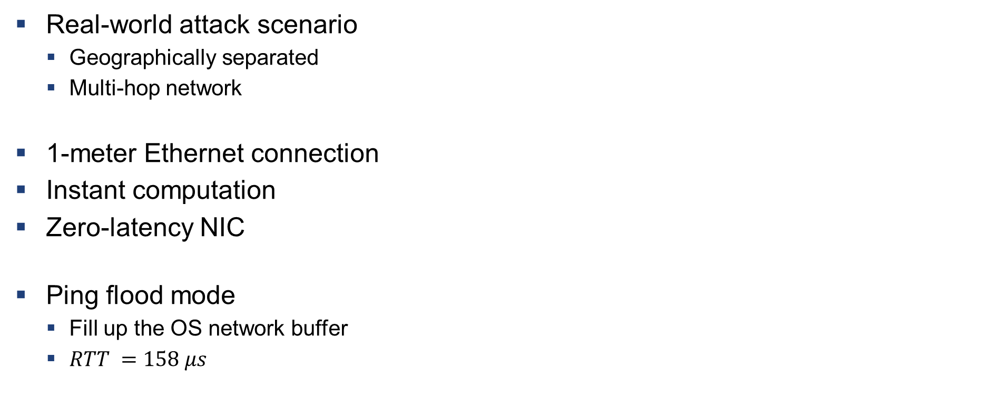 Real-world attack scenario
Geographically separated
Multi-hop network
1-meter Ethernet connection
Instant computation
Zero-latency NIC
Ping flood mode
Fill up the OS network buffer
RTT = 158 μs